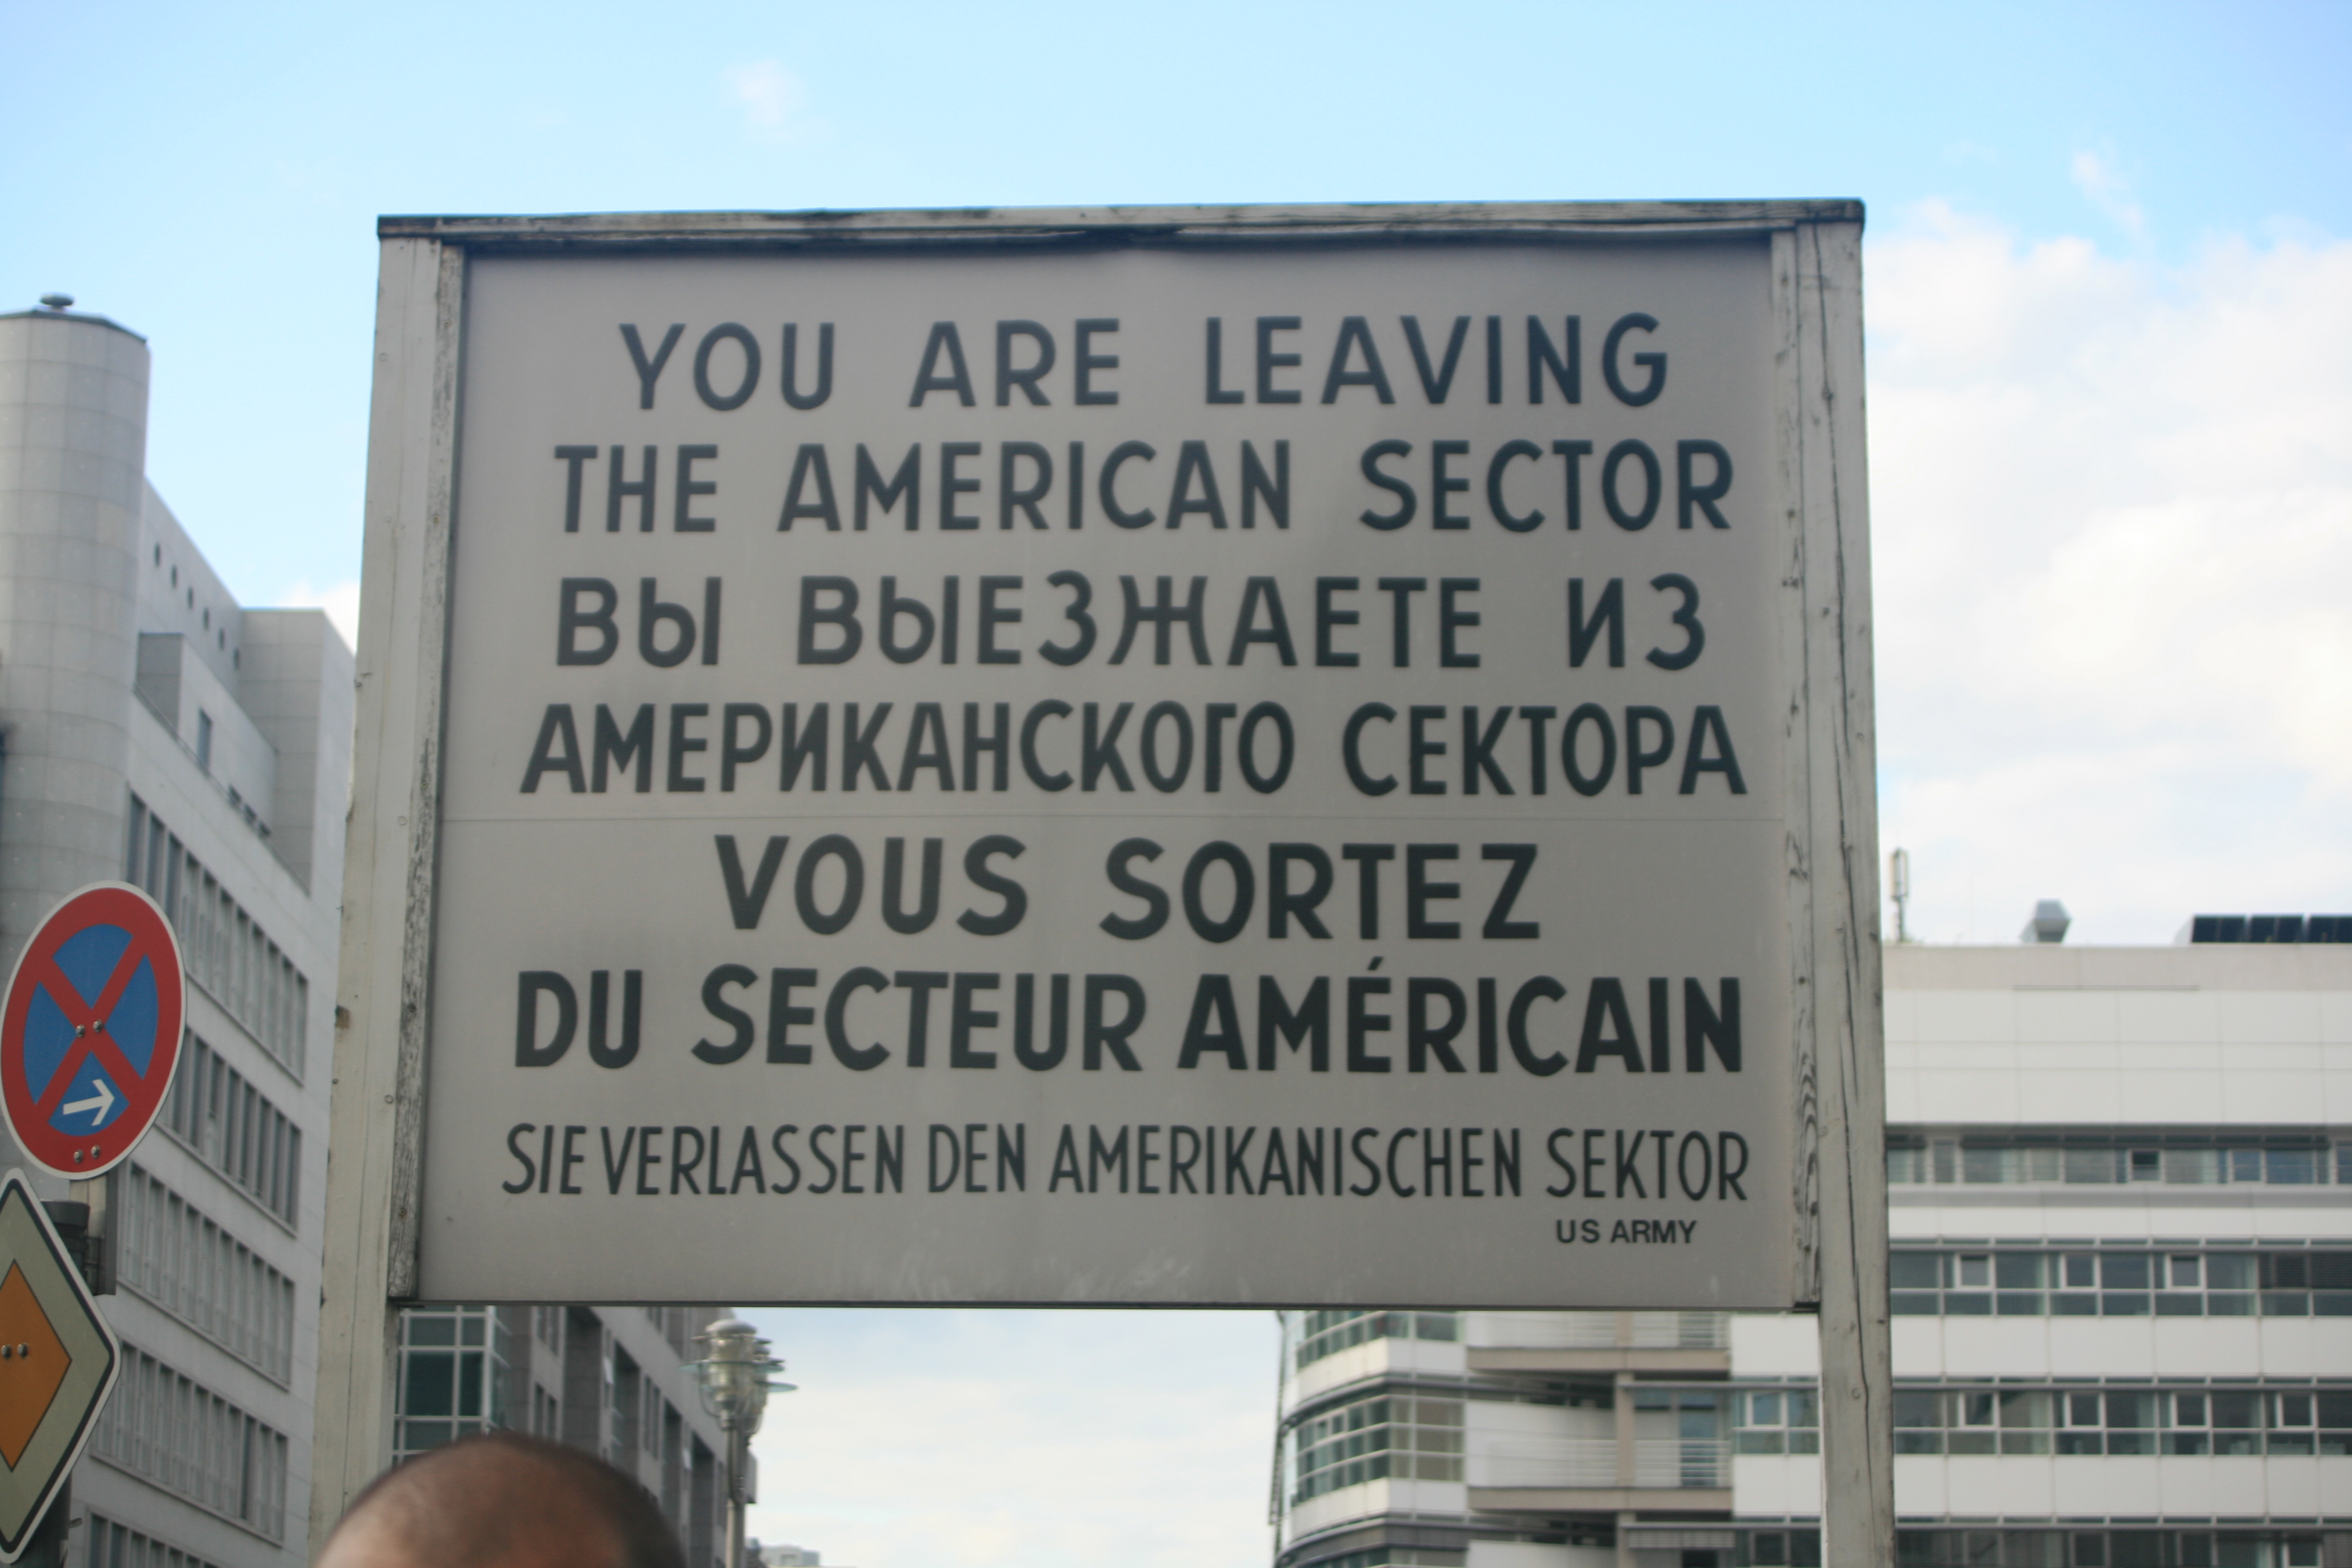 YOU ARE LEAVING
THE AMERICAN SECTOR
ВЫ ВЫЕЗЖАЕТЕ ИЗ
АМЕРИКАНСКОГО СЕКТОРА
VOUS SORTEZ
DU SECTEUR AMÉRICAIN
SIE VERLASSEN DEN AMERIKANISCHEN SEKTOR
US ARMY